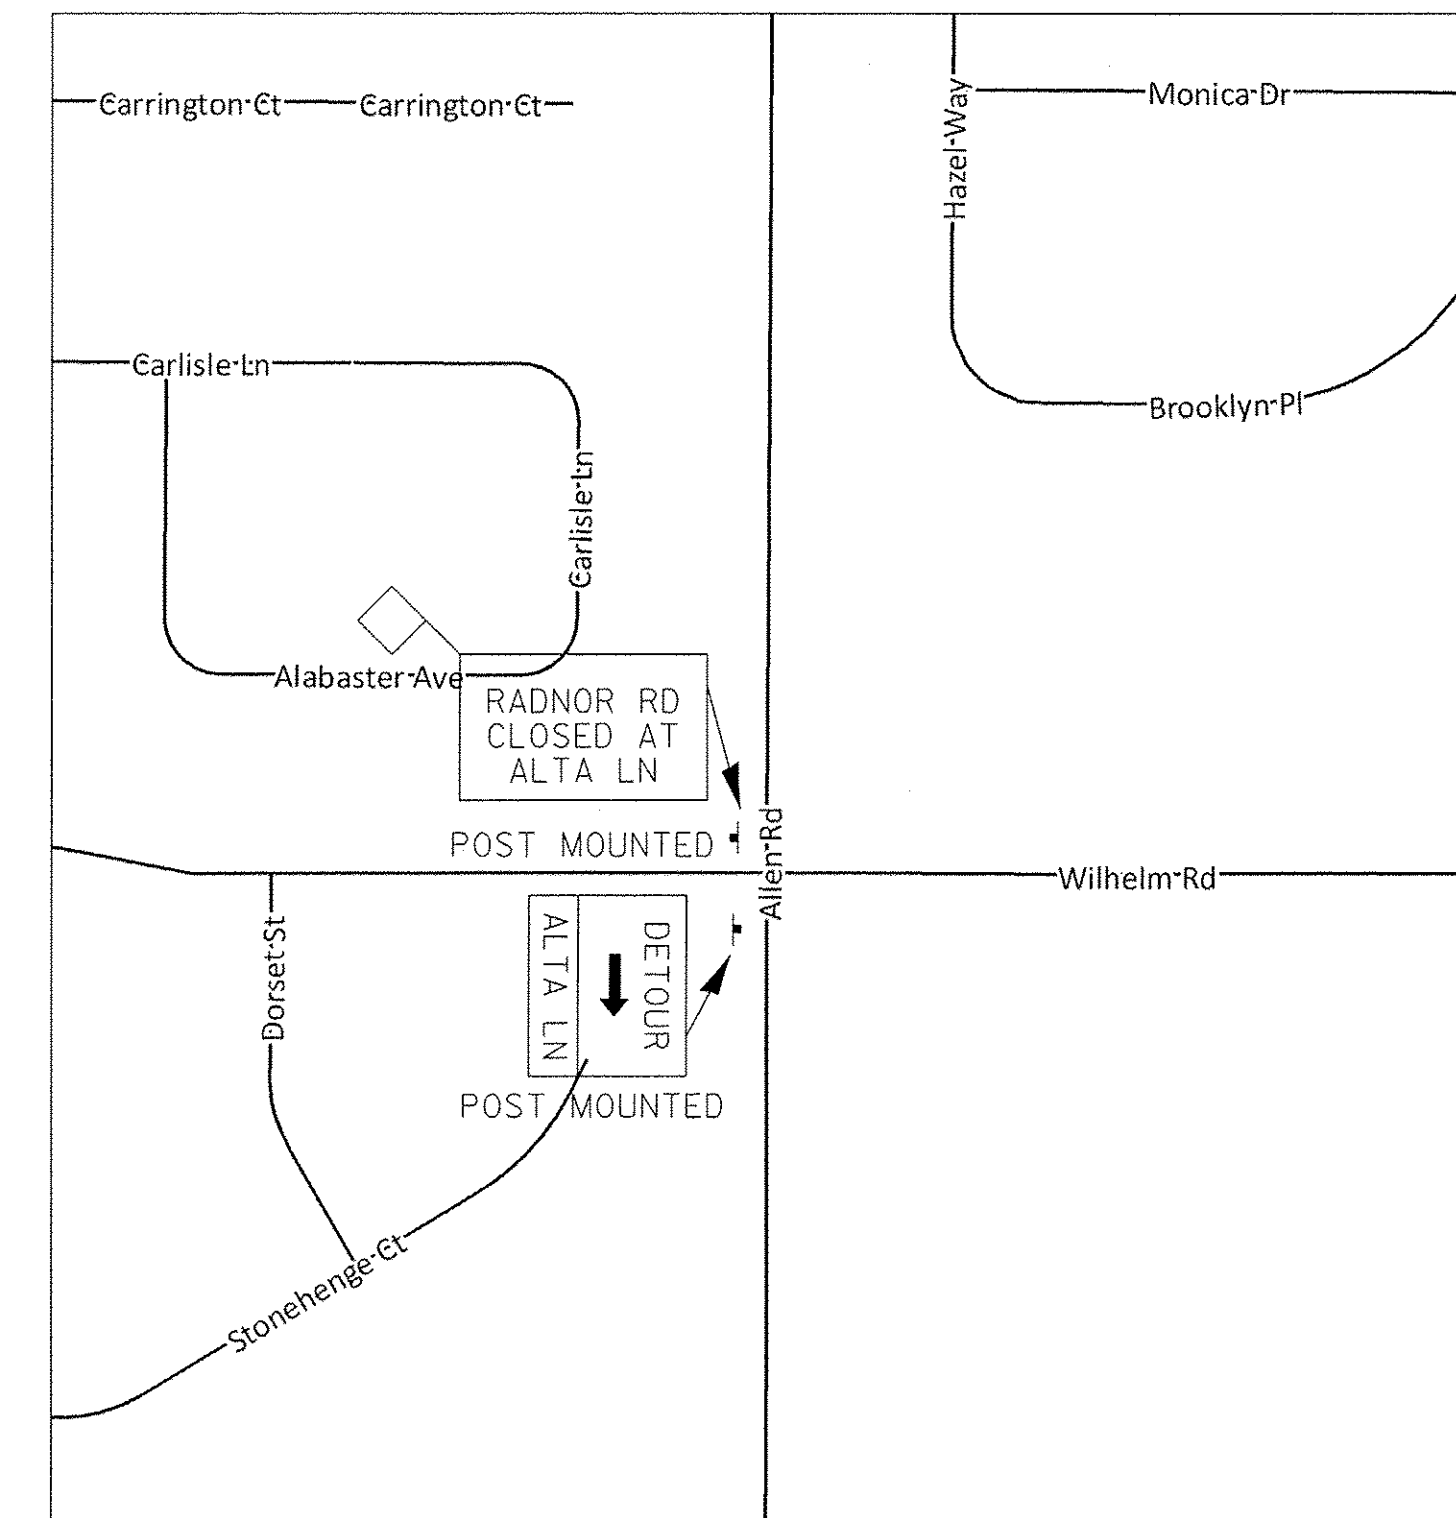 Carrington Ct
Carrington Ct
Hazel Way
Monica Dr
Carlisle Ln
Brooklyn Pl
Carlisle Ln
Alabaster Ave
RADNOR RD
CLOSED AT
ALTA LN
POST MOUNTED
Allen Rd
Wilhelm Rd
Dorset St
DETOUR
ALTA LN
POST MOUNTED
Stonehenge Ct